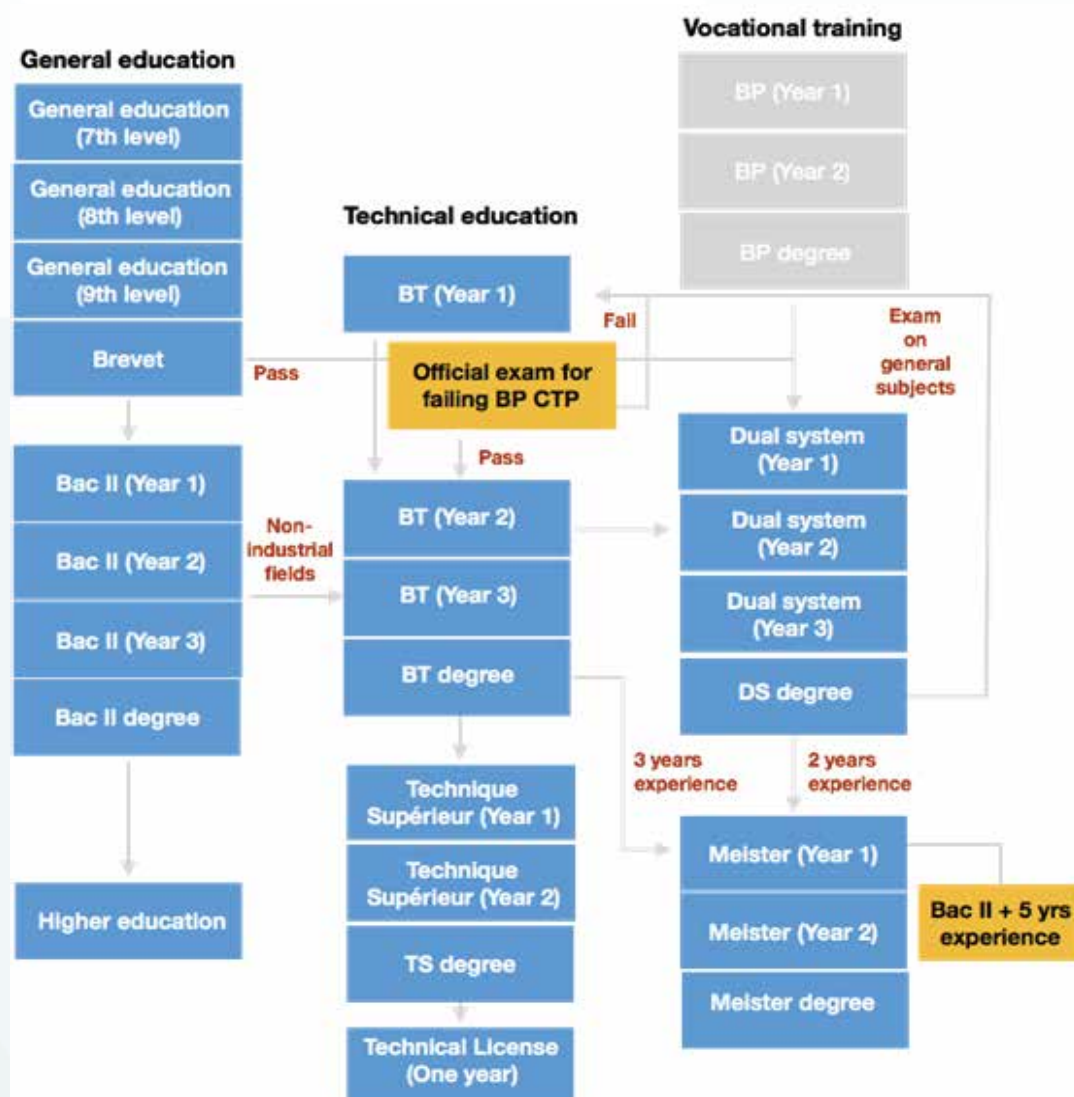 General education
General education
(7th level)
General education
(8th level)
General education
(9th level)
Brevet
Pass
Bac II (Year 1)
Bac II (Year 2)
Bac II (Year 3)
Bac II degree
Non-
industrial
fields
Higher education
Technical education
BT (Year 1)
Official exam for
failing BP CTP
Fail
Pass
BT (Year 2)
BT (Year 3)
BT degree
Technique
Supérieur (Year 1)
Technique
Supérieur (Year 2)
TS degree
Technical License
(One year)
Vocational training
BP (Year 1)
BP (Year 2)
BP degree
Exam
on
general
subjects
Dual system
(Year 1)
Dual system
(Year 2)
Dual system
(Year 3)
DS degree
3 years
experience
2 years
experience
Meister (Year 1)
Meister (Year 2)
Meister degree
Bac II + 5 yrs
experience